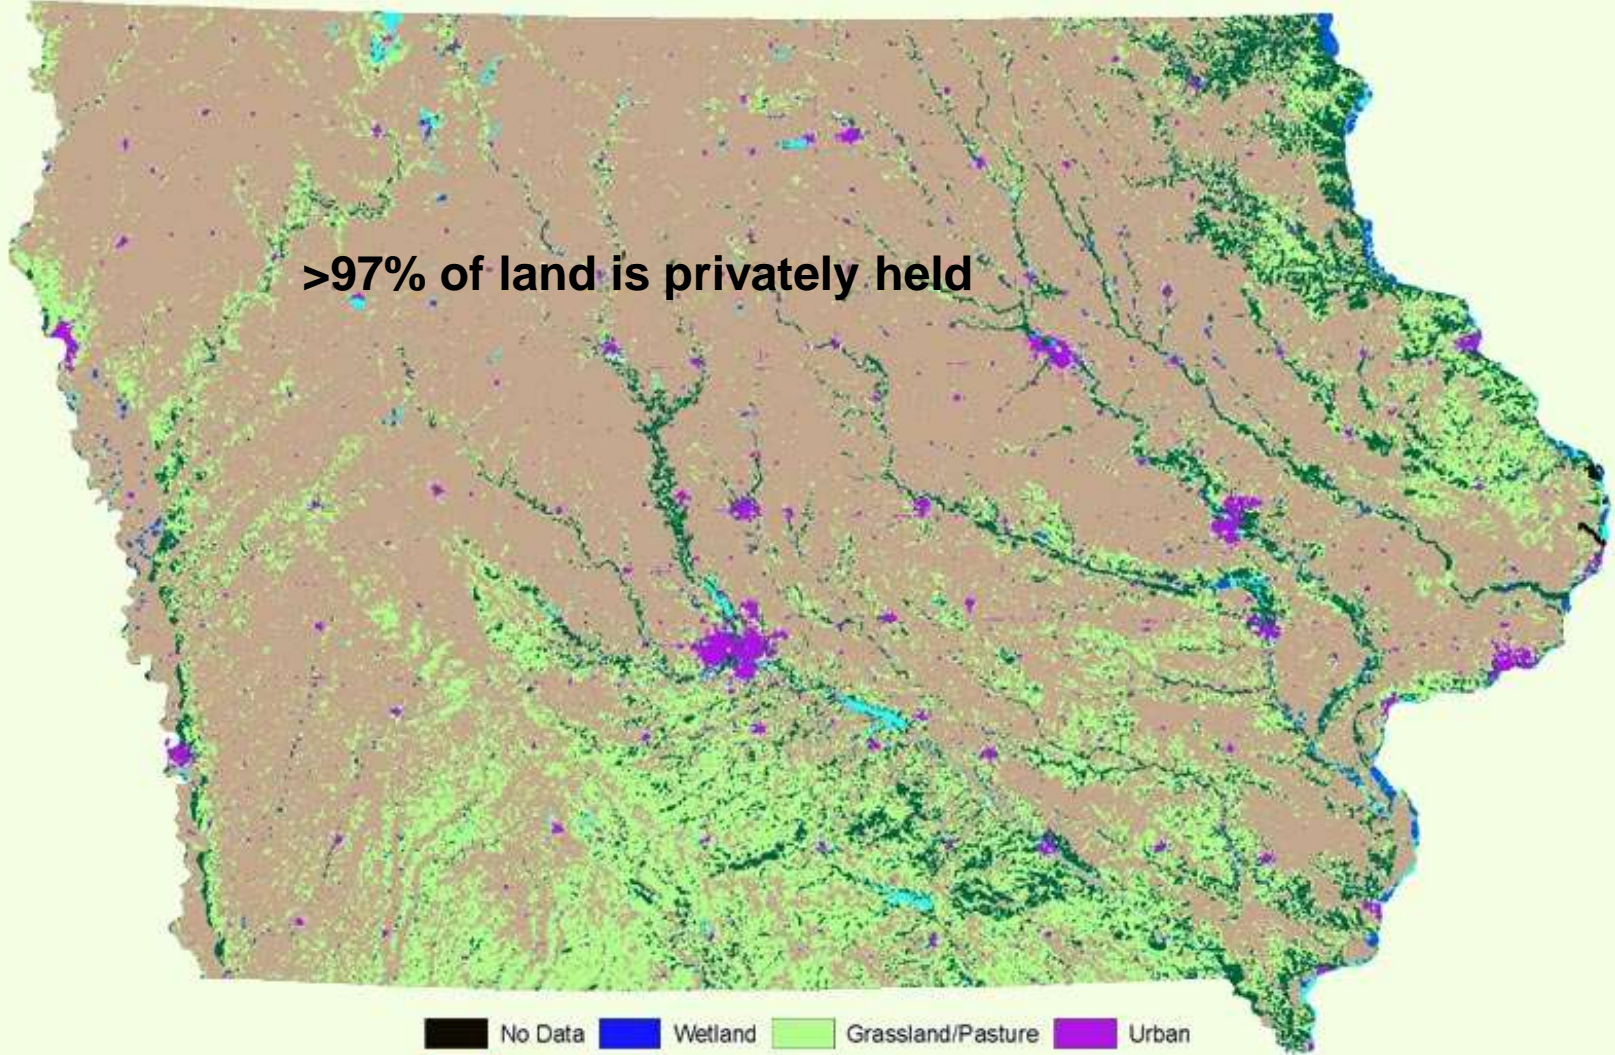 >97% of land is privately held
No Data Wetland Grassland/Pasture Urban